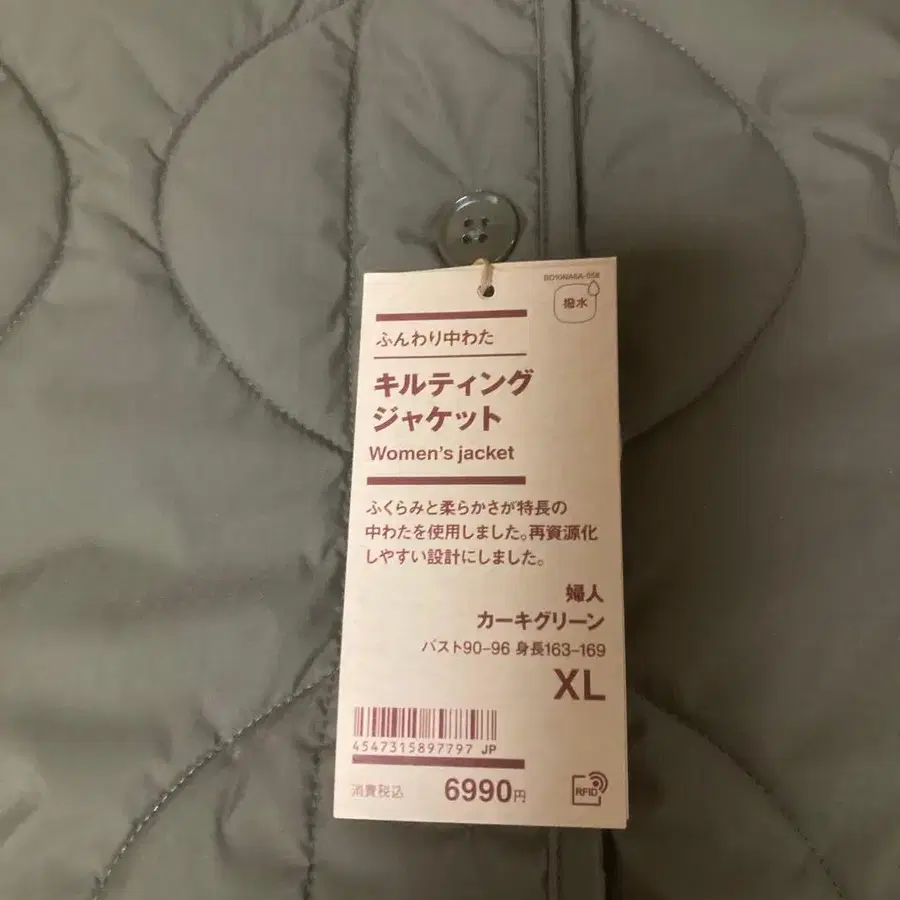 BD10NA6A-058
撥水
ふんわり中わた
キルティング
ジャケット
Women's jacket
ふくらみと柔らかさが特長の
中わたを使用しました。再資源化
しやすい設計にしました。
婦人
カーキグリーン
バスト90-96 身長163-169
XL
4547315897797 JP
消費税込 6990円
RFID